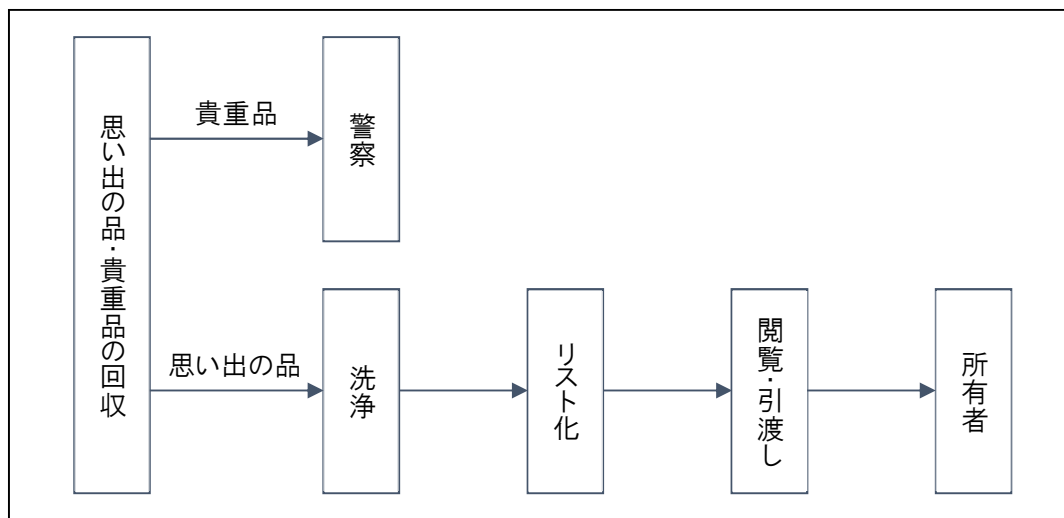 思い出の品・貴重品の回収
貴重品
警察
思い出の品
洗浄
リスト化
閲覧・引渡し
所有者